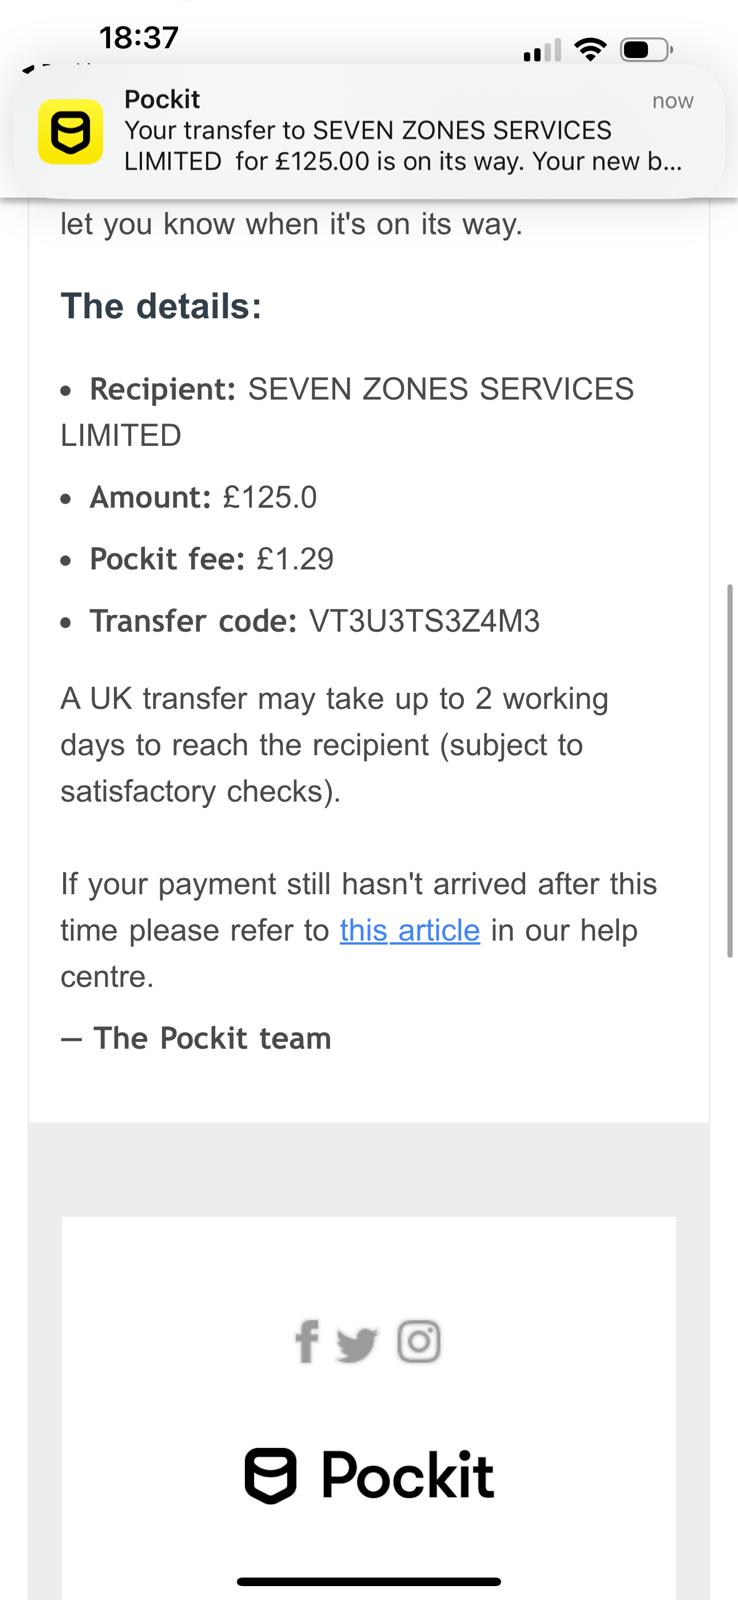 18:37
Pockit
now
Your transfer to SEVEN ZONES SERVICES
LIMITED for £125.00 is on its way. Your new b...
let you know when it's on its way.
The details:
• Recipient: SEVEN ZONES SERVICES
LIMITED
• Amount: £125.0
• Pockit fee: £1.29
• Transfer code: VT3U3TS3Z4M3
A UK transfer may take up to 2 working
days to reach the recipient (subject to
satisfactory checks).
If your payment still hasn't arrived after this
time please refer to this article in our help
centre.
– The Pockit team
Pockit